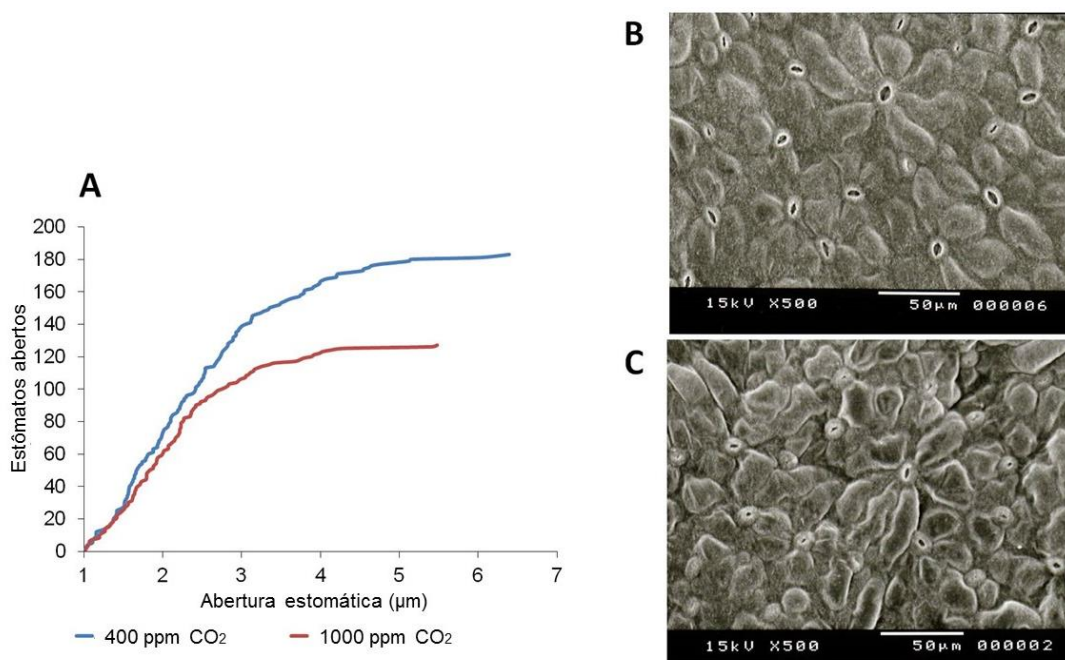 A
200
180
160
140
120
100
80
60
40
20
0
Estômatos abertos
1 2 3 4 5 6 7
Abertura estomática (µm)
400 ppm CO₂ 1000 ppm CO₂
B
15kV X500 50µm 000006
C
15kV X500 50µm 000002